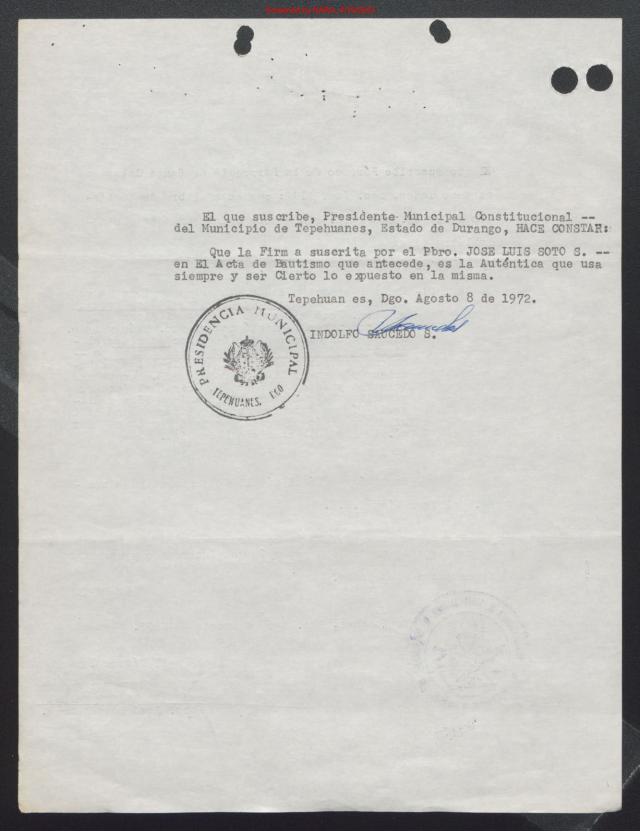 El que suscribe, Presidente Municipal Constitucional --
del Municipio de Tepehuanes, Estado de Durango, HACE CONSTAR:
Que la Firm a suscrita por el Pbro. JOSE LUIS SOTO S. --
en El Acta de Bautismo que antecede, es la Auténtica que usa
siempre y ser Cierto lo expuesto en la misma.
Tepehuan es, Dgo. Agosto 8 de 1972.
INDOLFO SAUCEDO S.
PRESIDENCIA MUNICIPAL
TEPEHUANES, DGO